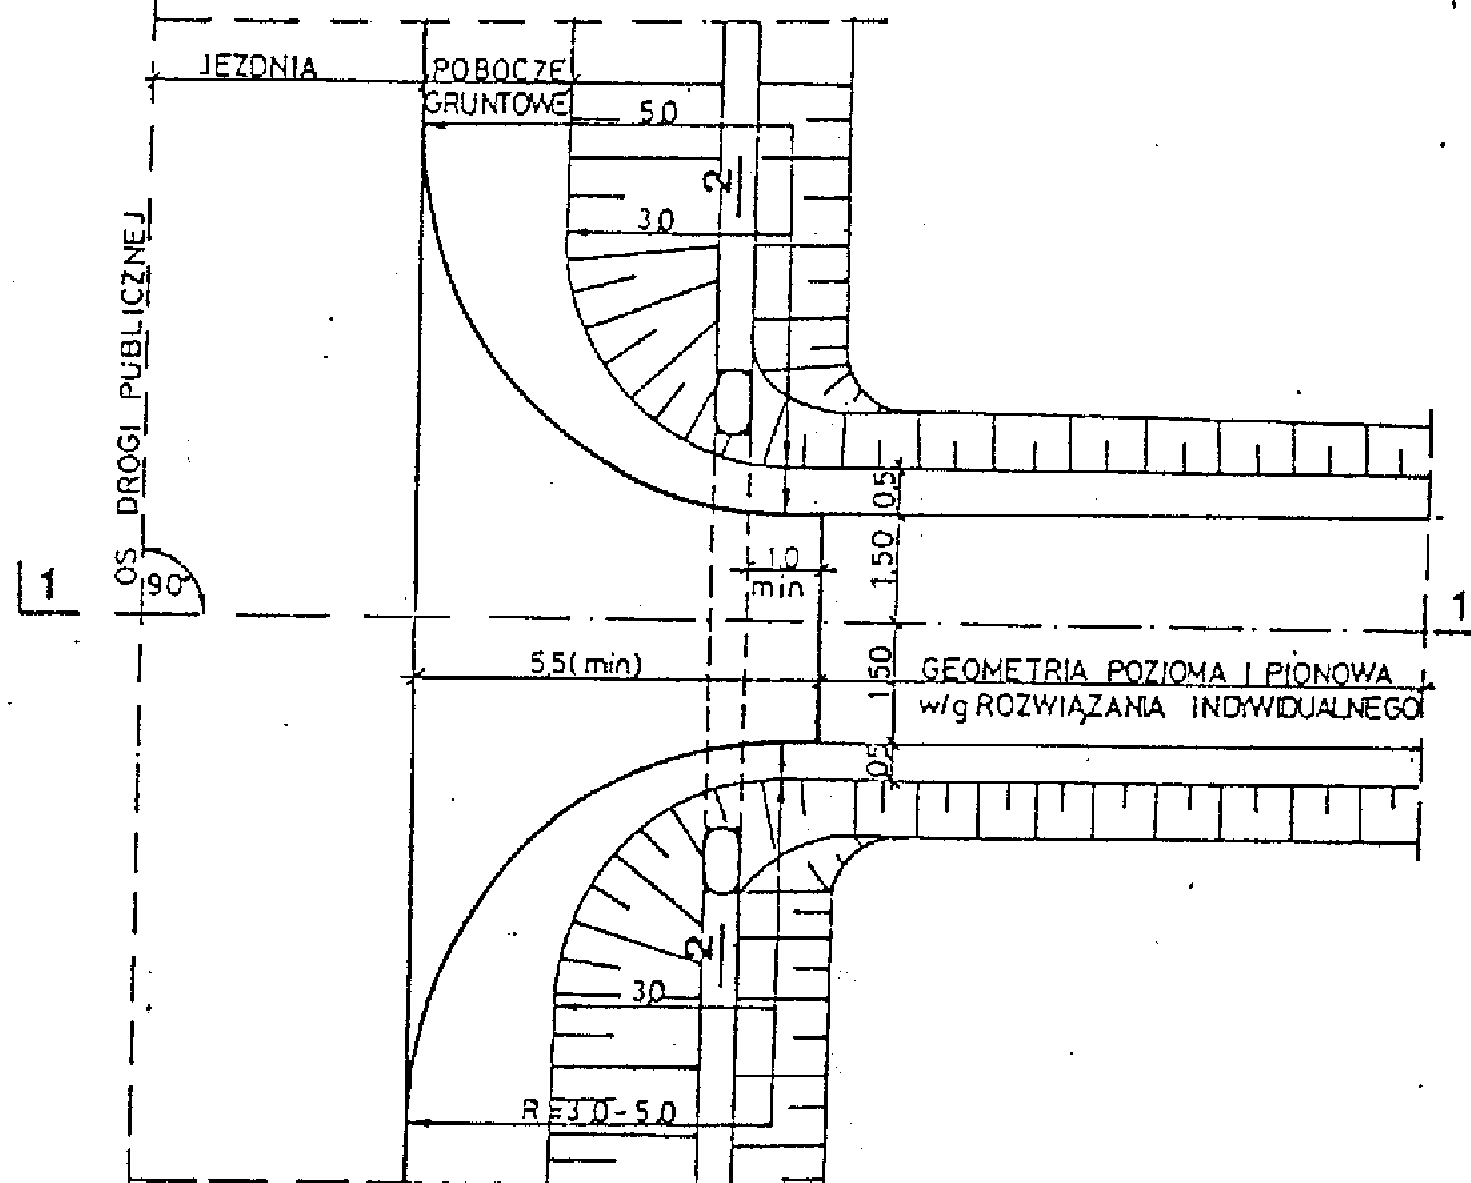 JEZDNIA
POBOCZE
GRUNTOWE
5,0
2
3,0
OS DROGI PUBLICZNEJ
90°
1
1
0,5
1,50
1,0
min
5,5(min)
1,50
GEOMETRIA POZIOMA I PIONOWA
w/g ROZWIĄZANIA INDYWIDUALNEGO
0,5
2
3,0
R=3,0-5,0